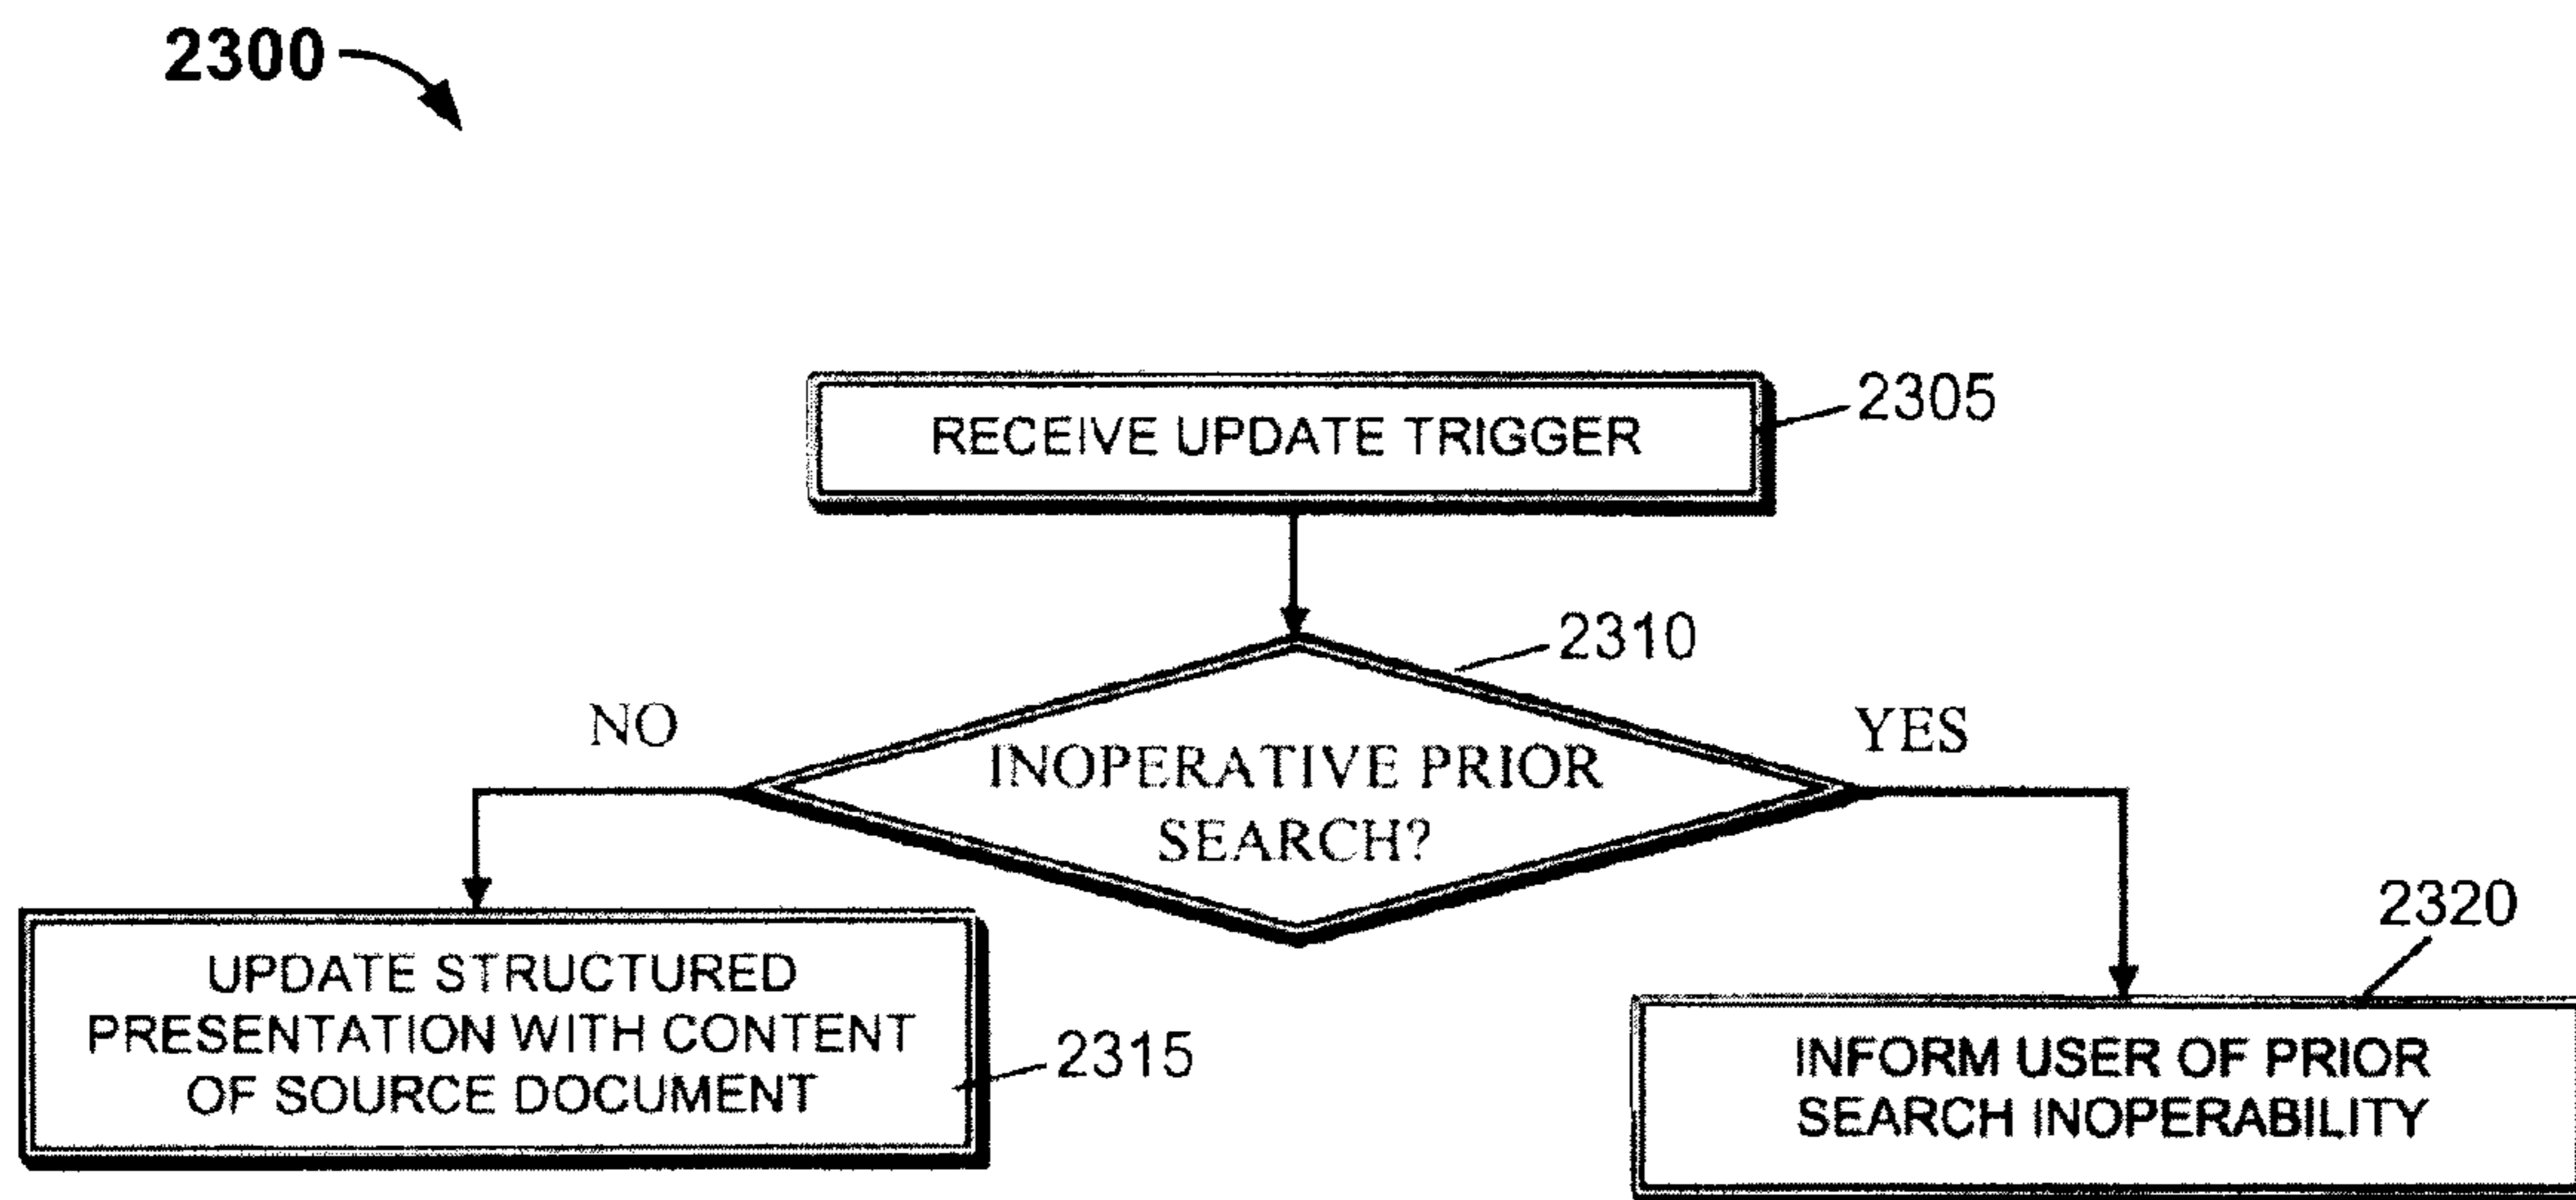 2300
RECEIVE UPDATE TRIGGER
2305
2310
NO
YES
INOPERATIVE PRIOR
SEARCH?
2320
UPDATE STRUCTURED
PRESENTATION WITH CONTENT
OF SOURCE DOCUMENT
2315
INFORM USER OF PRIOR
SEARCH INOPERABILITY